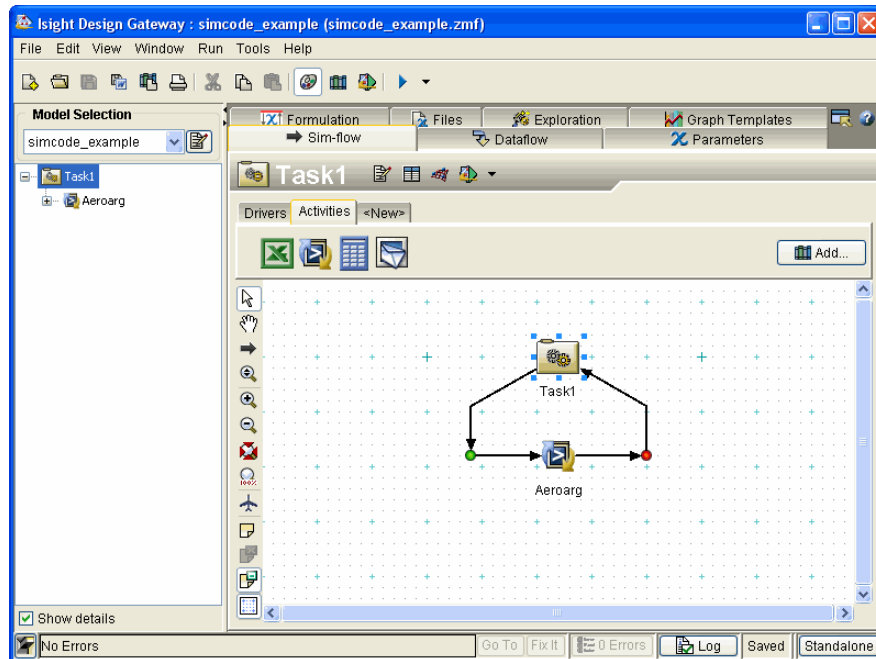 Isight Design Gateway : simcode_example (simcode_example.zmf)
File Edit View Window Run Tools Help
Model Selection
simcode_example
Task1
Aeroarg
Formulation Files Exploration Graph Templates
Sim-flow Dataflow Parameters
Task1
Drivers Activities <New>
Add...
100%
Task1
Aeroarg
Show details
No Errors Go To Fix It 0 Errors Log Saved Standalone